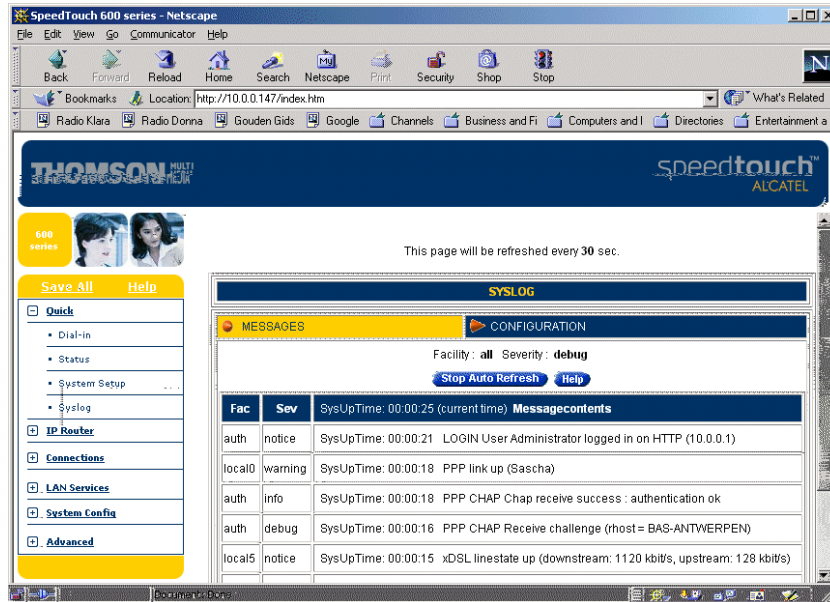 SpeedTouch 600 series - Netscape
File Edit View Go Communicator Help
Back Forward Reload Home Search Netscape Print Security Shop Stop
My
N
Bookmarks Location: http://10.0.0.147/index.htm What's Related
Radio Klara Radio Donna Gouden Gids Google Channels Business and Fi Computers and I Directories Entertainment a
THOMSON MULTI
speedtouch™
ALCATEL
600
series
This page will be refreshed every 30 sec.
Save All Help
SYSLOG
Quick
MESSAGES CONFIGURATION
Dial-in
Facility: all Severity: debug
Status
Stop Auto Refresh Help
System Setup
Syslog
Fac Sev SysUpTime: 00:00:25 (current time) Messagecontents
IP Router
auth notice SysUpTime: 00:00:21 LOGIN User Administrator logged in on HTTP (10.0.0.1)
Connections
local0 warning SysUpTime: 00:00:18 PPP link up (Sascha)
LAN Services
auth info SysUpTime: 00:00:18 PPP CHAP Chap receive success : authentication ok
System Config
auth debug SysUpTime: 00:00:16 PPP CHAP Receive challenge (rhost = BAS-ANTWERPEN)
Advanced
local5 notice SysUpTime: 00:00:15 xDSL linestate up (downstream: 1120 kbit/s, upstream: 128 kbit/s)
Document: Done